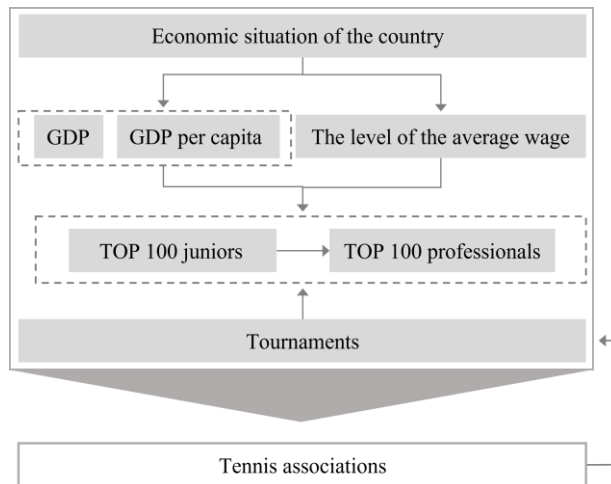 Economic situation of the country
GDP
GDP per capita
The level of the average wage
TOP 100 juniors
TOP 100 professionals
Tournaments
Tennis associations